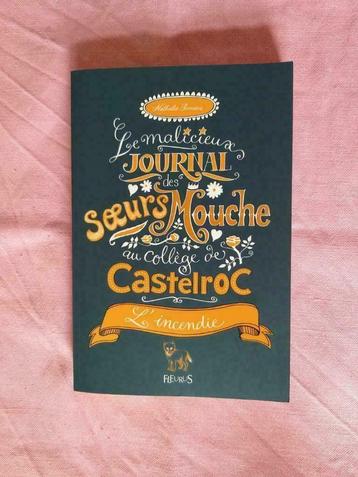 Nathalie Somers
Le malicieux
JOURNAL
des
sœurs Mouche
au collège de
Castelroc
L'incendie
FLEURUS